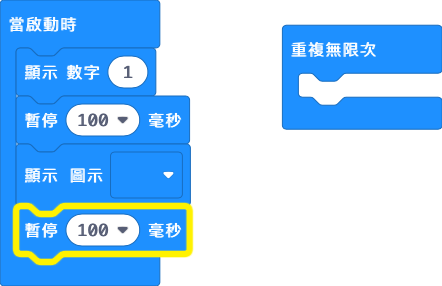 當啟動時
顯示 數字 1
暫停 100 毫秒
顯示 圖示
暫停 100 毫秒
重複無限次